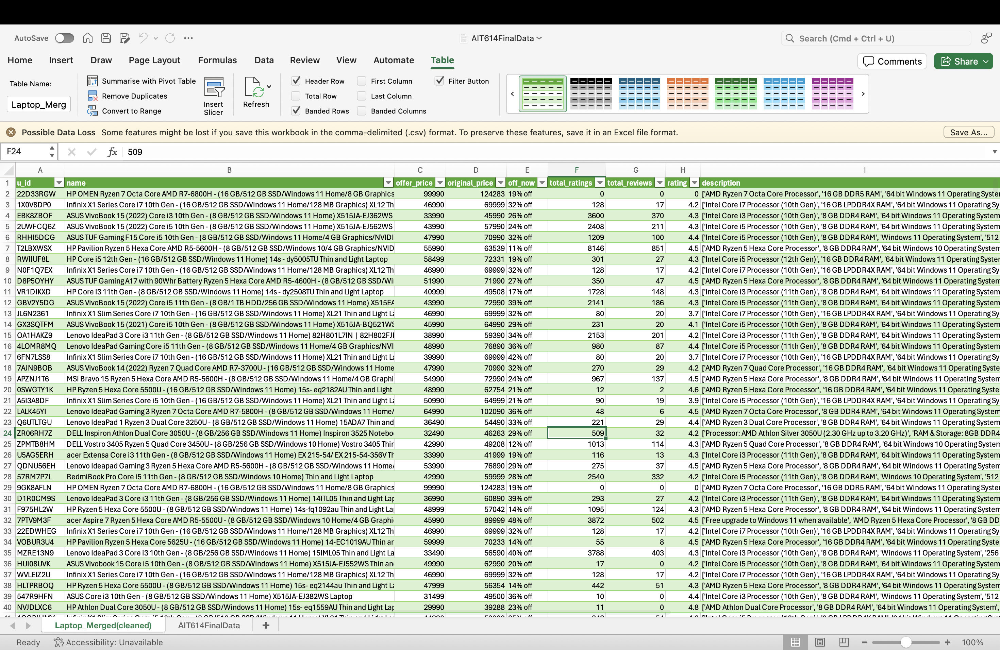 AutoSave AIT614FinalData Search (Cmd + Ctrl + U)
Home Insert Draw Page Layout Formulas Data Review View Automate Table Comments Share
Table Name: Summarise with Pivot Table Header Row First Column Filter Button
Remove Duplicates Total Row Last Column
Laptop_Merg Convert to Range Insert Slicer Refresh Banded Rows Banded Columns
Possible Data Loss Some features might be lost if you save this workbook in the comma-delimited (.csv) format. To preserve these features, save it in an Excel file format. Save As...
F24 fx 509
A B C D E F G H I
1 u_id name offer_price original_price off_now total_ratings total_reviews rating description
2 22D33RGW HP OMEN Ryzen 7 Octa Core AMD R7-6800H - (16 GB/512 GB SSD/Windows 11 Home/8 GB Graphics 99990 124283 19% off 0 0 0 ['AMD Ryzen 7 Octa Core Processor', '16 GB DDR5 RAM', '64 bit Windows 11 Operating Syste
3 1X0V8DP0 Infinix X1 Series Core i7 10th Gen - (16 GB/512 GB SSD/Windows 11 Home/128 MB Graphics) XL12 Th 46990 69999 32% off 128 17 4.2 ['Intel Core i7 Processor (10th Gen)', '16 GB LPDDR4X RAM', '64 bit Windows 11 Operating Sy
4 EBK8ZBOF ASUS VivoBook 15 (2022) Core i3 10th Gen - (8 GB/512 GB SSD/Windows 11 Home) X515JA-EJ362WS 33990 45990 26% off 3600 370 4.3 ['Intel Core i3 Processor (10th Gen)', '8 GB DDR4 RAM', '64 bit Windows 11 Operating System
5 2UWFCQ6Z ASUS VivoBook 15 (2022) Core i5 10th Gen - (8 GB/512 GB SSD/Windows 11 Home) X515JA-EJ562WS 43990 57990 24% off 2408 211 4.3 ['Intel Core i5 Processor (10th Gen)', '8 GB DDR4 RAM', '64 bit Windows 11 Operating System
6 RHHI5DCG ASUS TUF Gaming F15 Core i5 10th Gen - (8 GB/512 GB SSD/Windows 11 Home/4 GB Graphics/NVIDI 47990 70990 32% off 1209 100 4.4 ['Intel Core i5 Processor (10th Gen)', '8 GB DDR4 RAM', 'Windows 11 Operating System', '512
7 T2LBXWSX HP Pavilion Ryzen 5 Hexa Core AMD R5-5600H - (8 GB/512 GB SSD/Windows 10/4 GB Graphics/NVID 55990 63539 11% off 8146 851 4.5 ['AMD Ryzen 5 Hexa Core Processor', '8 GB DDR4 RAM', '64 bit Windows 10 Operating System
8 RWIIUF8L HP Core i5 12th Gen - (16 GB/512 GB SSD/Windows 11 Home) 14s - dy5005TU Thin and Light Laptop 58499 72331 19% off 301 27 4.3 ['Intel Core i5 Processor (12th Gen)', '16 GB DDR4 RAM', '64 bit Windows 11 Operating Syste
9 N0F1Q7EX Infinix X1 Series Core i7 10th Gen - (16 GB/512 GB SSD/Windows 11 Home/128 MB Graphics) XL12 Th 46990 69999 32% off 128 17 4.2 ['Intel Core i7 Processor (10th Gen)', '16 GB LPDDR4X RAM', '64 bit Windows 11 Operating Sy
10 D8P5OYHY ASUS TUF Gaming A17 with 90Whr Battery Ryzen 5 Hexa Core AMD R5-4600H - (8 GB/512 GB SSD/Wi 51990 71990 27% off 350 47 4.5 ['AMD Ryzen 5 Hexa Core Processor', '8 GB DDR4 RAM', '64 bit Windows 11 Operating System
11 VR1DIKXD HP Core i3 11th Gen - (8 GB/512 GB SSD/Windows 11 Home) 14s - dy2508TU Thin and Light Laptop 40999 49508 17% off 1728 148 4.3 ['Intel Core i3 Processor (11th Gen)', '8 GB DDR4 RAM', '64 bit Windows 11 Operating System
12 GBV2Y5DG ASUS VivoBook 15 (2022) Core i5 11th Gen - (8 GB/1 TB HDD/256 GB SSD/Windows 11 Home) X515EA 43990 72990 39% off 2141 186 4.3 ['Intel Core i5 Processor (11th Gen)', '8 GB DDR4 RAM', '64 bit Windows 11 Operating System
13 JL6N2361 Infinix X1 Slim Series Core i7 10th Gen - (16 GB/512 GB SSD/Windows 11 Home) XL21 Thin and Light La 46990 69999 32% off 80 20 3.7 ['Intel Core i7 Processor (10th Gen)', '16 GB LPDDR4X RAM', '64 bit Windows 11 Operating Sy
14 GX3SQTFM ASUS VivoBook 15 (2021) Core i5 10th Gen - (8 GB/512 GB SSD/Windows 11 Home) X515JA-BQ521WS 45990 64990 29% off 231 20 4.1 ['Intel Core i5 Processor (10th Gen)', '8 GB DDR4 RAM', '64 bit Windows 11 Operating System
15 OA1HAKZ9 Lenovo IdeaPad 3 Core i3 11th Gen - (8 GB/512 GB SSD/Windows 11 Home) 82H801L7IN | 82H802FJI 38990 59390 34% off 2153 201 4.2 ['Intel Core i3 Processor (11th Gen)', '8 GB DDR4 RAM', '64 bit Windows 11 Operating System
16 4LOMR8MQ Lenovo IdeaPad Gaming Core i5 11th Gen - (8 GB/512 GB SSD/Windows 11 Home/4 GB Graphics/NVI 48990 76890 36% off 980 87 4.4 ['Intel Core i5 Processor (11th Gen)', '8 GB DDR4 RAM', '64 bit Windows 11 Operating System
17 6FN7LSS8 Infinix X1 Slim Series Core i7 10th Gen - (16 GB/512 GB SSD/Windows 11 Home) XL21 Thin and Light La 39990 69999 42% off 80 20 3.7 ['Intel Core i7 Processor (10th Gen)', '16 GB LPDDR4X RAM', '64 bit Windows 11 Operating Sy
18 7AJN9BOB ASUS VivoBook 14 (2022) Ryzen 7 Quad Core AMD R7-3700U - (16 GB/512 GB SSD/Windows 11 Home 47990 70990 32% off 270 29 4.2 ['AMD Ryzen 7 Quad Core Processor', '16 GB DDR4 RAM', '64 bit Windows 11 Operating Syste
19 APZNJ1T6 MSI Bravo 15 Ryzen 5 Hexa Core AMD R5-5600H - (8 GB/512 GB SSD/Windows 11 Home/4 GB Graphi 54990 72990 24% off 967 137 4.5 ['AMD Ryzen 5 Hexa Core Processor', '8 GB DDR4 RAM', '64 bit Windows 11 Operating System
20 0SWGTY1K HP Ryzen 5 Hexa Core 5500U - (16 GB/512 GB SSD/Windows 11 Home) 15s- eq2182AU Thin and Light 48990 62754 21% off 12 2 4.6 ['AMD Ryzen 5 Hexa Core Processor', '16 GB DDR4 RAM', '64 bit Windows 11 Operating Syste
21 A5I3A8DF Infinix X1 Slim Series Core i5 10th Gen - (16 GB/512 GB SSD/Windows 11 Home) XL21 Thin and Light La 50990 64999 21% off 90 19 3.9 ['Intel Core i5 Processor (10th Gen)', '16 GB LPDDR4X RAM', '64 bit Windows 11 Operating Sy
22 LALK45YI Lenovo IdeaPad Gaming 3 Ryzen 7 Octa Core AMD R7-5800H - (8 GB/512 GB SSD/Windows 11 Home/ 64990 102090 36% off 48 6 4.5 ['AMD Ryzen 7 Octa Core Processor', '8 GB DDR4 RAM', '64 bit Windows 11 Operating System
23 Q6UTLTGU Lenovo IdeaPad 1 Ryzen 3 Dual Core 3250U - (8 GB/512 GB SSD/Windows 11 Home) 15ADA7 Thin and 36490 54490 33% off 221 29 4.4 ['AMD Ryzen 3 Dual Core Processor', '8 GB DDR4 RAM', '64 bit Windows 11 Operating System
24 ZR06RH7Z DELL Inspiron Athlon Dual Core 3050U - (8 GB/256 GB SSD/Windows 11 Home) Inspiron 3525 Notebo 32490 46263 29% off 509 32 4.2 ['Processor: AMD Athlon Silver 3050U (2.30 GHz up to 3.20 GHz)', 'RAM & Storage: 8GB DDR4
25 ZPMTB8HM DELL Vostro 3405 Ryzen 5 Quad Core 3450U - (8 GB/256 GB SSD/Windows 10 Home) Vostro 3405 Thin 42990 49208 12% off 1013 114 4.3 ['AMD Ryzen 5 Quad Core Processor', '8 GB DDR4 RAM', '64 bit Windows 10 Operating System
26 U5AG5ERH acer Extensa Core i3 11th Gen - (8 GB/512 GB SSD/Windows 11 Home) EX 215-54/ EX 215-54-356V Th 33990 41999 19% off 116 13 4.3 ['Intel Core i3 Processor (11th Gen)', '8 GB DDR4 RAM', '64 bit Windows 11 Operating System
27 QDNU56EH Lenovo Ideapad Gaming 3 Ryzen 5 Hexa Core AMD R5-5600H - (8 GB/512 GB SSD/Windows 11 Home/ 53990 76890 29% off 275 37 4.5 ['AMD Ryzen 5 Hexa Core Processor', '8 GB DDR4 RAM', '64 bit Windows 11 Operating System
28 57RM7P7L RedmiBook Pro Core i5 11th Gen - (8 GB/512 GB SSD/Windows 10 Home) Thin and Light Laptop 42990 59999 28% off 2540 332 4.2 ['Intel Core i5 Processor (11th Gen)', '8 GB DDR4 RAM', 'Windows 10 Operating System', '512
29 9GK8AFLN HP OMEN Ryzen 7 Octa Core AMD R7-6800H - (16 GB/512 GB SSD/Windows 11 Home/8 GB Graphics 99990 124283 19% off 0 0 0 ['AMD Ryzen 7 Octa Core Processor', '16 GB DDR5 RAM', '64 bit Windows 11 Operating Syste
30 D1R0CM9S Lenovo IdeaPad 3 Core i3 11th Gen - (8 GB/256 GB SSD/Windows 11 Home) 14ITL05 Thin and Light Lap 36990 60890 39% off 293 27 4.2 ['Intel Core i3 Processor (11th Gen)', '8 GB DDR4 RAM', '64 bit Windows 11 Operating System
31 F975HL2W HP Ryzen 5 Hexa Core 5500U - (8 GB/512 GB SSD/Windows 11 Home) 14s-fq1092au Thin and Light La 48999 57042 14% off 1095 124 4.3 ['AMD Ryzen 5 Hexa Core Processor', '8 GB DDR4 RAM', '64 bit Windows 11 Operating System
32 7PTV9M3F acer Aspire 7 Ryzen 5 Hexa Core AMD R5-5500U - (8 GB/512 GB SSD/Windows 10 Home/4 GB Graphi 45990 89999 48% off 3872 502 4.5 ['Free upgrade to Windows 11 when available', 'AMD Ryzen 5 Hexa Core Processor', '8 GB DD
33 22EDWHEG Infinix X1 Series Core i7 10th Gen - (16 GB/512 GB SSD/Windows 11 Home/128 MB Graphics) XL12 Th 46990 69999 32% off 128 17 4.2 ['Intel Core i7 Processor (10th Gen)', '16 GB LPDDR4X RAM', '64 bit Windows 11 Operating Sy
34 VOBUR3U4 HP Pavilion Ryzen 5 Hexa Core 5625U - (16 GB/512 GB SSD/Windows 11 Home) 14-EC1019AU Thin an 59999 70233 14% off 55 8 4.5 ['AMD Ryzen 5 Hexa Core Processor', '16 GB DDR4 RAM', '64 bit Windows 11 Operating Syste
35 MZRE13N9 Lenovo IdeaPad 3 Core i3 10th Gen - (8 GB/256 GB SSD/Windows 11 Home) 15IML05 Thin and Light La 33490 56590 40% off 3788 403 4.3 ['Intel Core i3 Processor (10th Gen)', '8 GB DDR4 RAM', 'Windows 11 Operating System', '256
36 HUI08UVK ASUS Vivobook 15 Core i5 10th Gen - (8 GB/512 GB SSD/Windows 11 Home) X515JA-EJ552WS Thin an 49990 62990 20% off 17 0 4.2 ['Intel Core i5 Processor (10th Gen)', '8 GB DDR4 RAM', '64 bit Windows 11 Operating System
37 WVLEIZ2U Infinix X1 Series Core i7 10th Gen - (16 GB/512 GB SSD/Windows 11 Home/128 MB Graphics) XL12 Th 46990 69999 32% off 128 17 4.2 ['Intel Core i7 Processor (10th Gen)', '16 GB LPDDR4X RAM', '64 bit Windows 11 Operating Sy
38 HLTPRBOQ HP Ryzen 5 Hexa Core 5500U - (8 GB/512 GB SSD/Windows 11 Home) 15s- eq2144au Thin and Light La 47999 56354 14% off 442 51 4.3 ['AMD Ryzen 5 Hexa Core Processor', '8 GB DDR4 RAM', '64 bit Windows 11 Operating System
39 547R9HFN ASUS Core i3 10th Gen - (8 GB/512 GB SSD/Windows 11 Home) X515JA-EJ382WS Laptop 31499 49500 36% off 10 0 4.4 ['Intel Core i3 Processor (10th Gen)', '8 GB DDR4 RAM', 'Windows 11 Operating System', '512
40 NVJDLXC6 HP Athlon Dual Core 3050U - (8 GB/512 GB SSD/Windows 11 Home) 15s- eq1559AU Thin and Light Lap 29990 39288 23% off 11 0 4.8 ['AMD Athlon Dual Core Processor', '8 GB DDR4 RAM', '64 bit Windows 11 Operating System',
Laptop_Merged(cleaned) AIT614FinalData
Ready Accessibility: Unavailable 100%